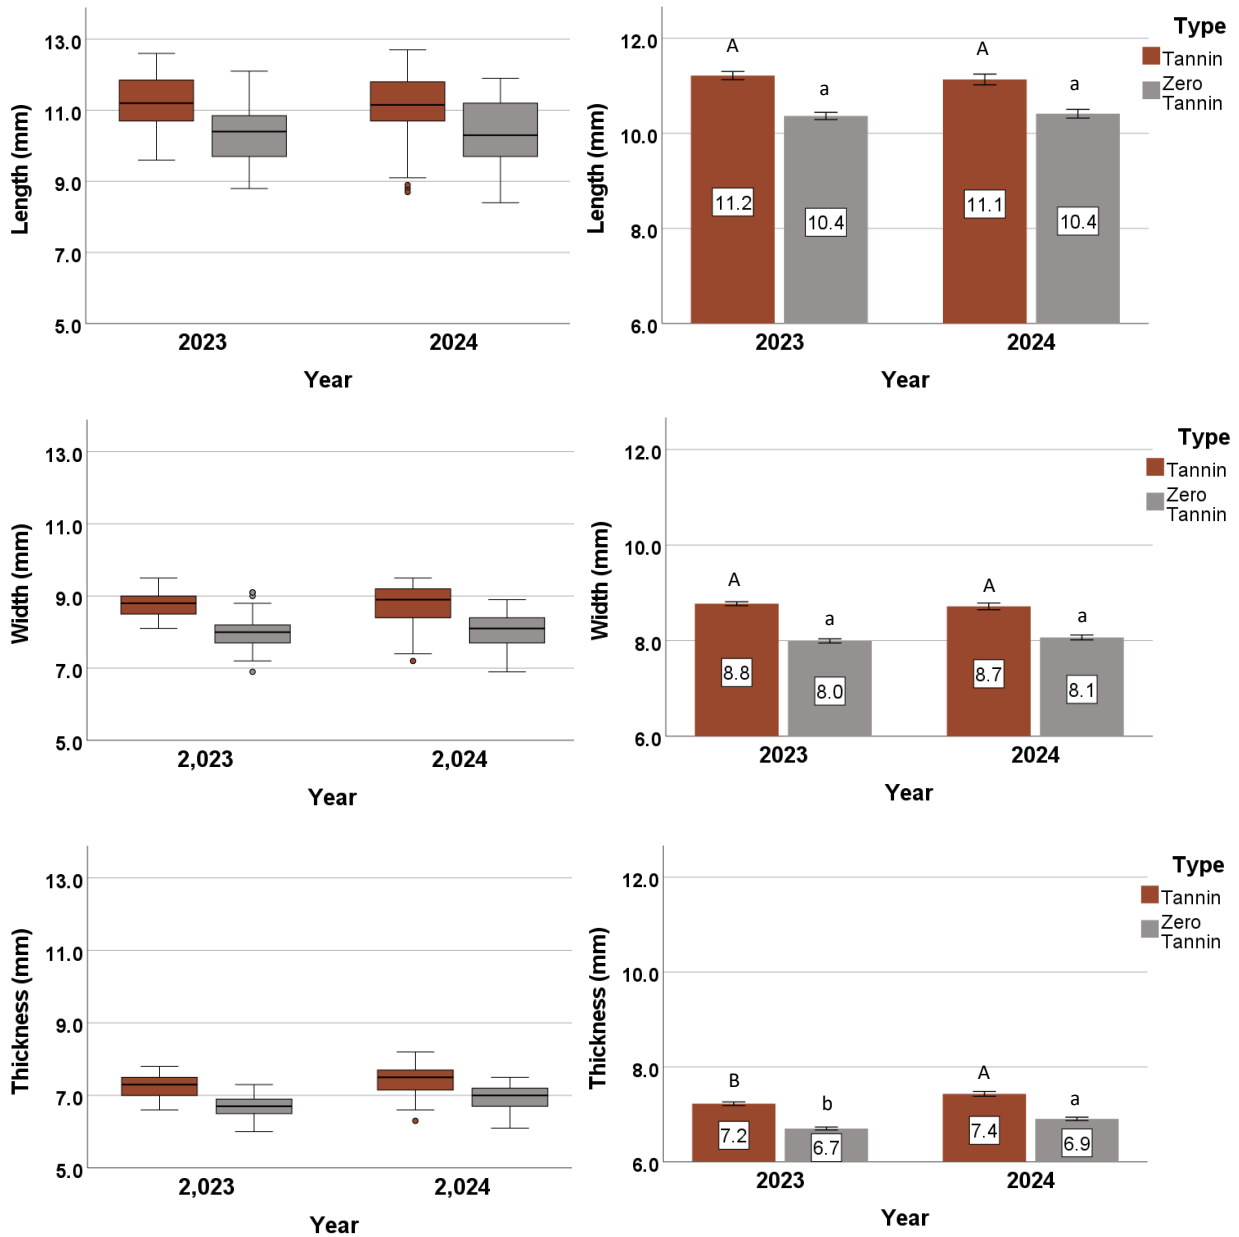 13.0
11.0
9.0
7.0
5.0
Length (mm)
2023
2024
Year
12.0
10.0
8.0
6.0
Length (mm)
A
a
A
a
11.2
10.4
11.1
10.4
2023
2024
Year
Type
Tannin
Zero
Tannin
13.0
11.0
9.0
7.0
5.0
Width (mm)
2,023
2,024
Year
12.0
10.0
8.0
6.0
Width (mm)
A
a
A
a
8.8
8.0
8.7
8.1
2023
2024
Year
Type
Tannin
Zero
Tannin
13.0
11.0
9.0
7.0
5.0
Thickness (mm)
2,023
2,024
Year
12.0
10.0
8.0
6.0
Thickness (mm)
B
b
A
a
7.2
6.7
7.4
6.9
2023
2024
Year
Type
Tannin
Zero
Tannin